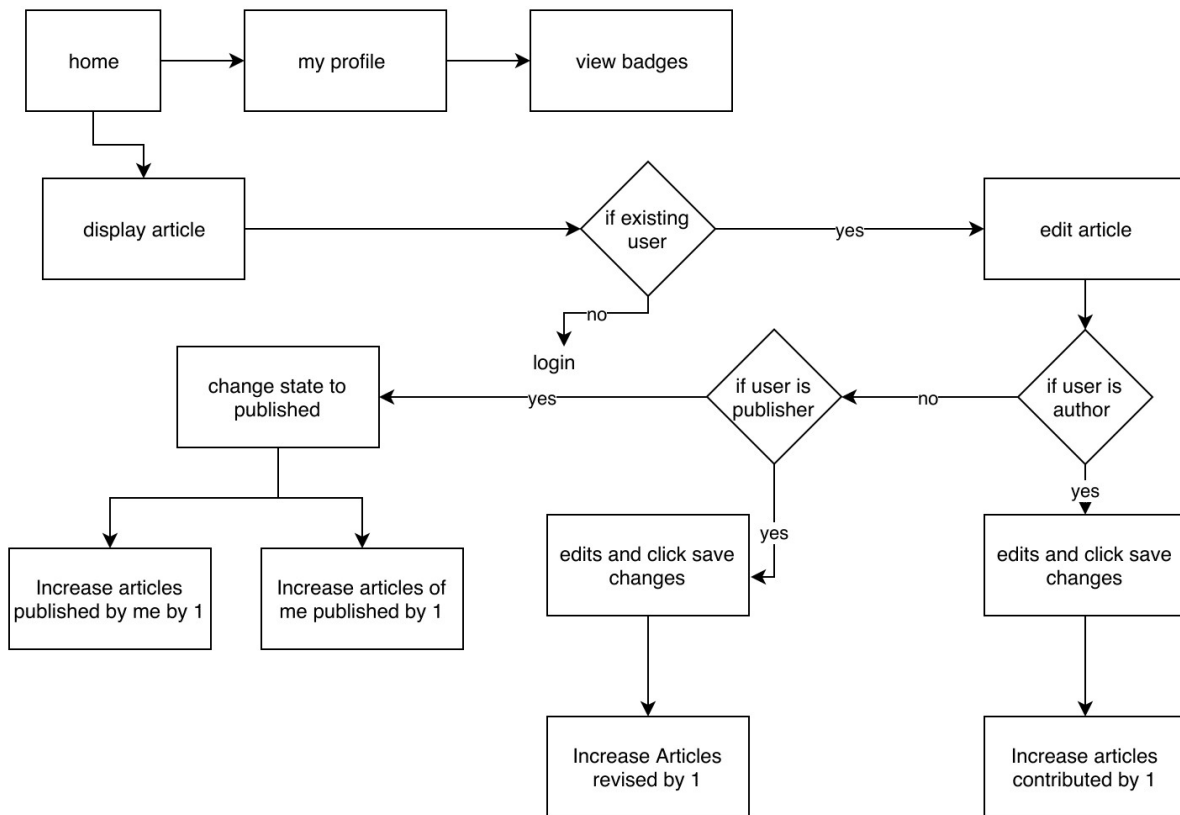 home
my profile
view badges
display article
if existing
user
yes
edit article
no
login
change state to
published
yes
if user is
publisher
no
if user is
author
yes
yes
edits and click save
changes
edits and click save
changes
Increase articles
published by me by 1
Increase articles of
me published by 1
Increase Articles
revised by 1
Increase articles
contributed by 1